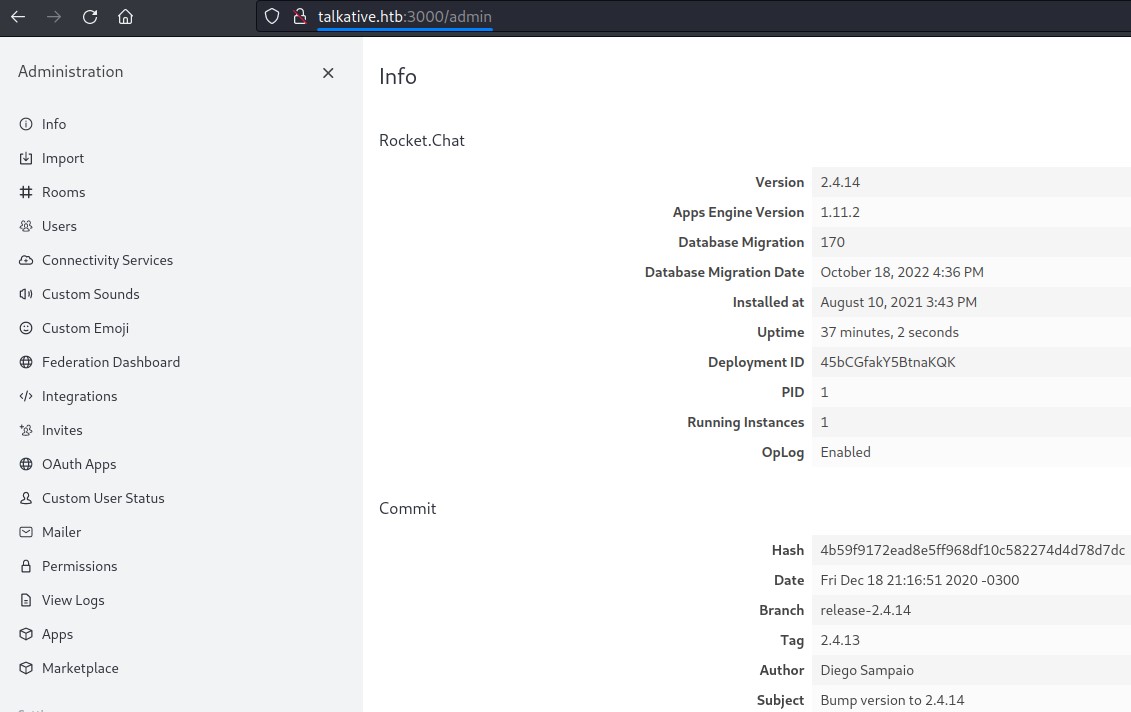 talkative.htb:3000/admin
Administration
Info
Import
Rooms
Users
Connectivity Services
Custom Sounds
Custom Emoji
Federation Dashboard
Integrations
Invites
OAuth Apps
Custom User Status
Mailer
Permissions
View Logs
Apps
Marketplace
Info
Rocket.Chat
Version 2.4.14
Apps Engine Version 1.11.2
Database Migration 170
Database Migration Date October 18, 2022 4:36 PM
Installed at August 10, 2021 3:43 PM
Uptime 37 minutes, 2 seconds
Deployment ID 45bCGfakY5BtnaKQK
PID 1
Running Instances 1
OpLog Enabled
Commit
Hash 4b59f9172ead8e5ff968df10c582274d4d78d7dc
Date Fri Dec 18 21:16:51 2020 -0300
Branch release-2.4.14
Tag 2.4.13
Author Diego Sampaio
Subject Bump version to 2.4.14